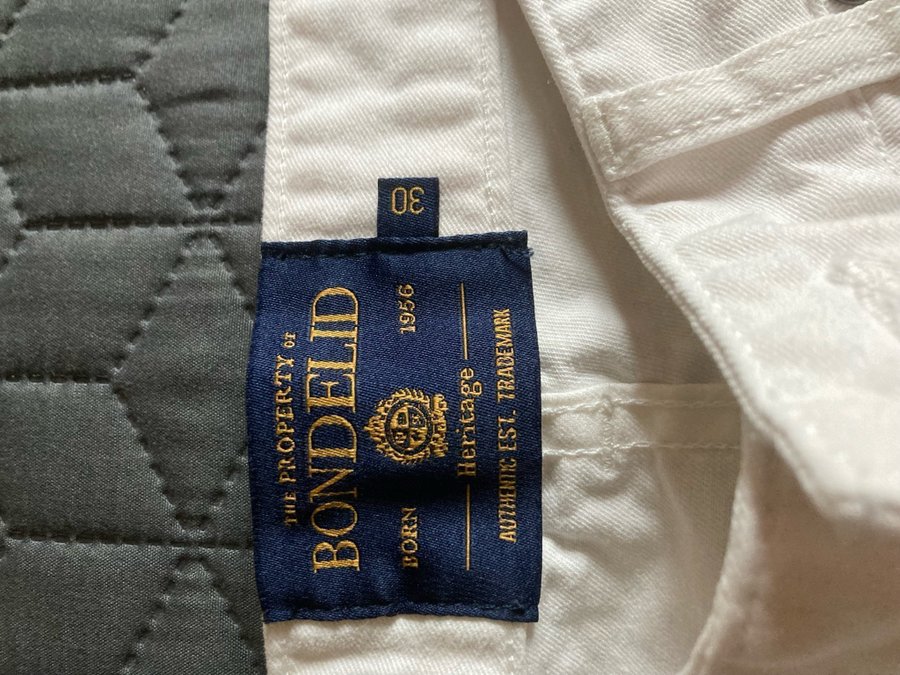 THE PROPERTY OF
BONDELID
BORN 1956
Heritage
AUTHENTIC EST. TRADEMARK
30